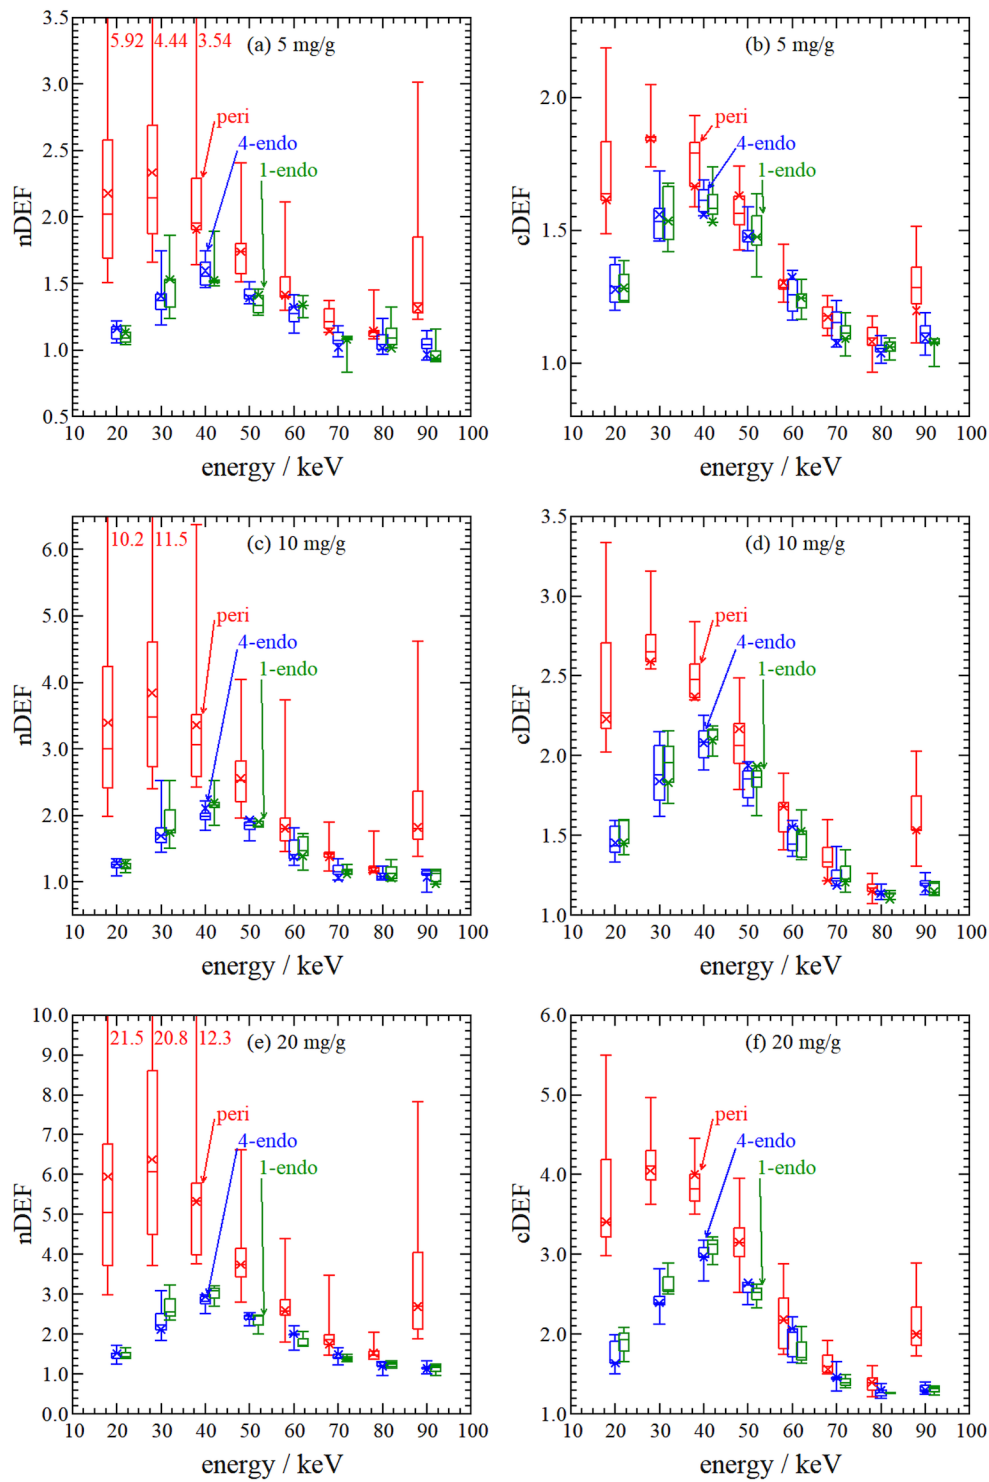 3.5
3.0
2.5
2.0
1.5
1.0
0.5
nDEF
5.92 4.44 3.54 (a) 5 mg/g
peri
4-endo
1-endo
10 20 30 40 50 60 70 80 90 100
energy / keV
2.0
1.5
1.0
cDEF
(b) 5 mg/g
peri
4-endo
1-endo
10 20 30 40 50 60 70 80 90 100
energy / keV
6.0
5.0
4.0
3.0
2.0
1.0
nDEF
10.2 11.5 (c) 10 mg/g
peri
4-endo
1-endo
10 20 30 40 50 60 70 80 90 100
energy / keV
3.5
3.0
2.5
2.0
1.5
1.0
cDEF
(d) 10 mg/g
peri
4-endo
1-endo
10 20 30 40 50 60 70 80 90 100
energy / keV
10.0
9.0
8.0
7.0
6.0
5.0
4.0
3.0
2.0
1.0
0.0
nDEF
21.5 20.8 12.3 (e) 20 mg/g
peri
4-endo
1-endo
10 20 30 40 50 60 70 80 90 100
energy / keV
6.0
5.0
4.0
3.0
2.0
1.0
cDEF
(f) 20 mg/g
peri
4-endo
1-endo
10 20 30 40 50 60 70 80 90 100
energy / keV